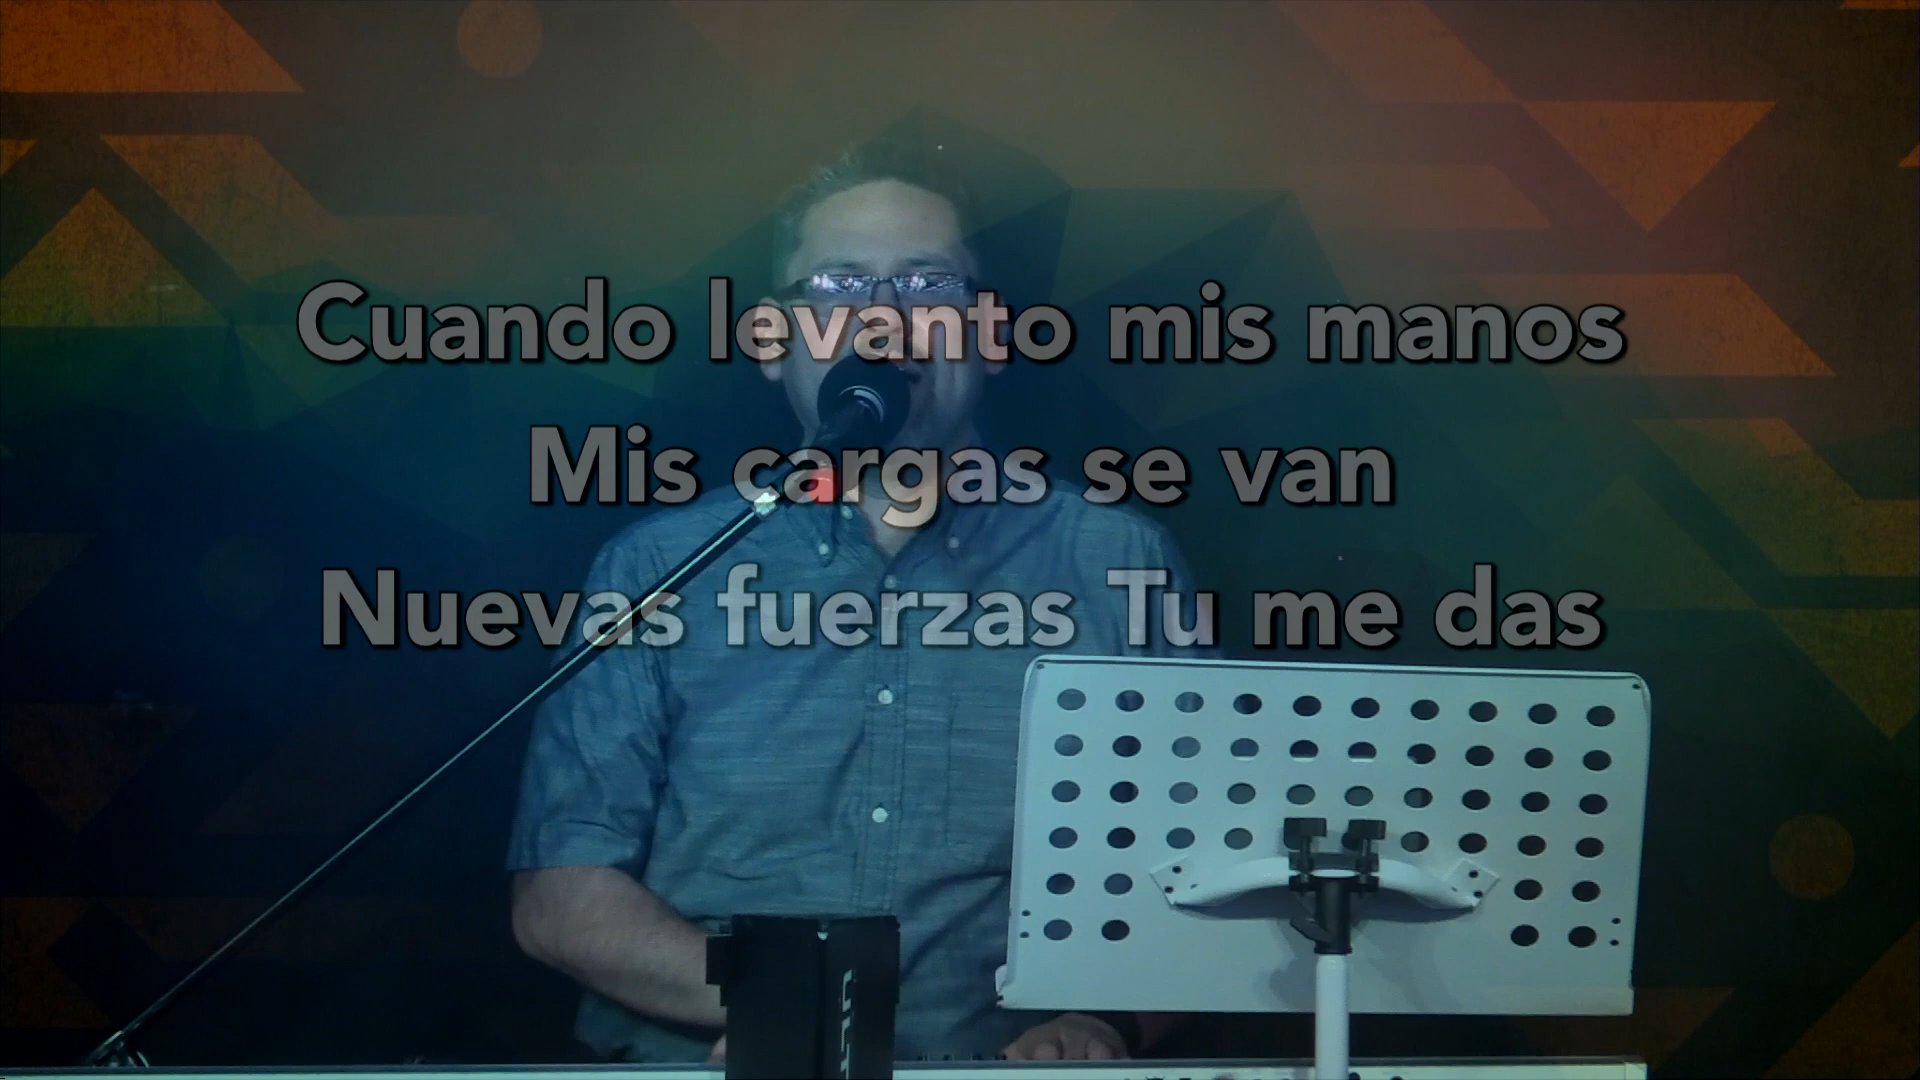 Cuando levanto mis manos
Mis cargas se van
Nuevas fuerzas Tu me das